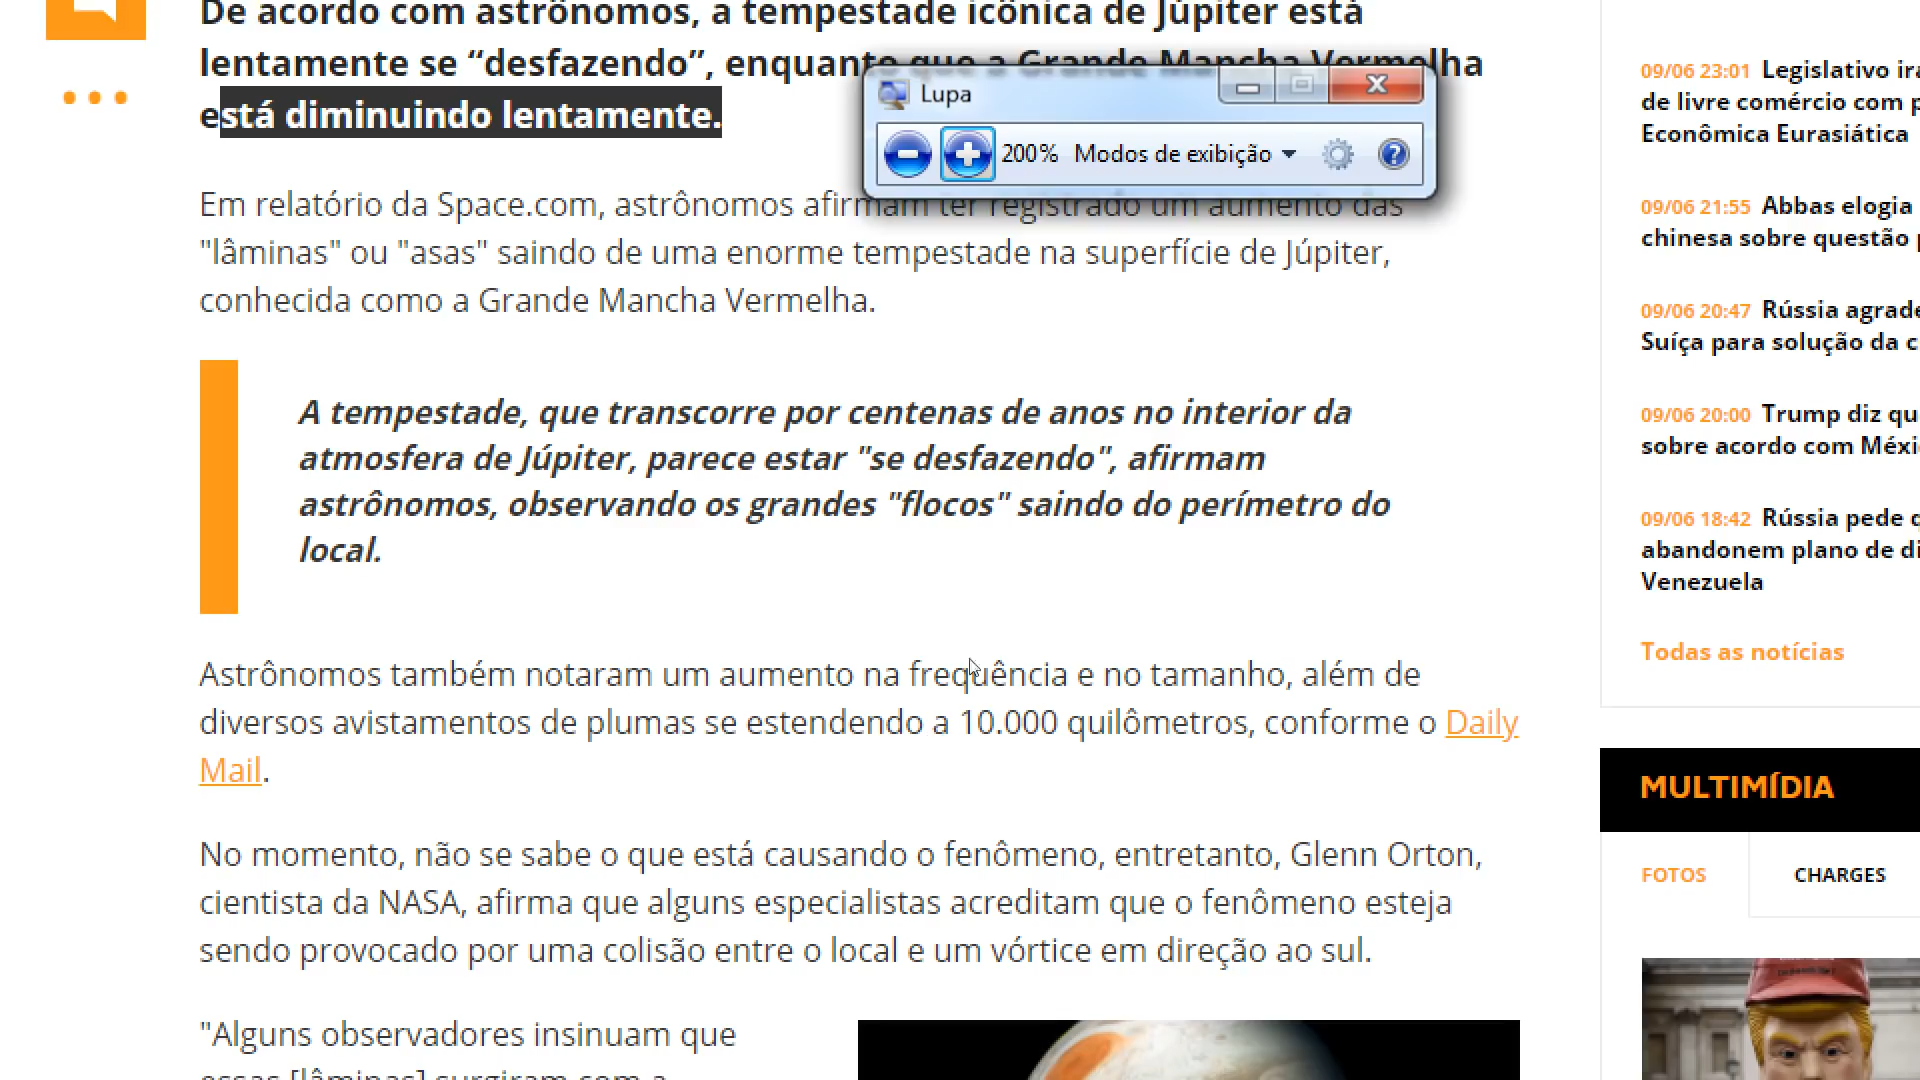 De acordo com astrônomos, a tempestade icônica de Júpiter está
lentamente se “desfazendo”, enquanto que a Grande Mancha Vermelha
está diminuindo lentamente.
Lupa
200% Modos de exibição
Em relatório da Space.com, astrônomos afirmam ter registrado um aumento das
"lâminas" ou "asas" saindo de uma enorme tempestade na superfície de Júpiter,
conhecida como a Grande Mancha Vermelha.
A tempestade, que transcorre por centenas de anos no interior da
atmosfera de Júpiter, parece estar "se desfazendo", afirmam
astrônomos, observando os grandes "flocos" saindo do perímetro do
local.
Astrônomos também notaram um aumento na frequência e no tamanho, além de
diversos avistamentos de plumas se estendendo a 10.000 quilômetros, conforme o Daily
Mail.
No momento, não se sabe o que está causando o fenômeno, entretanto, Glenn Orton,
cientista da NASA, afirma que alguns especialistas acreditam que o fenômeno esteja
sendo provocado por uma colisão entre o local e um vórtice em direção ao sul.
"Alguns observadores insinuam que
essas [lâminas] surgiram com a
09/06 23:01 Legislativo ira
de livre comércio com p
Econômica Eurasiática
09/06 21:55 Abbas elogia
chinesa sobre questão p
09/06 20:47 Rússia agrade
Suíça para solução da c
09/06 20:00 Trump diz qu
sobre acordo com Méxi
09/06 18:42 Rússia pede
abandonem plano de di
Venezuela
Todas as notícias
MULTIMÍDIA
FOTOS
CHARGES